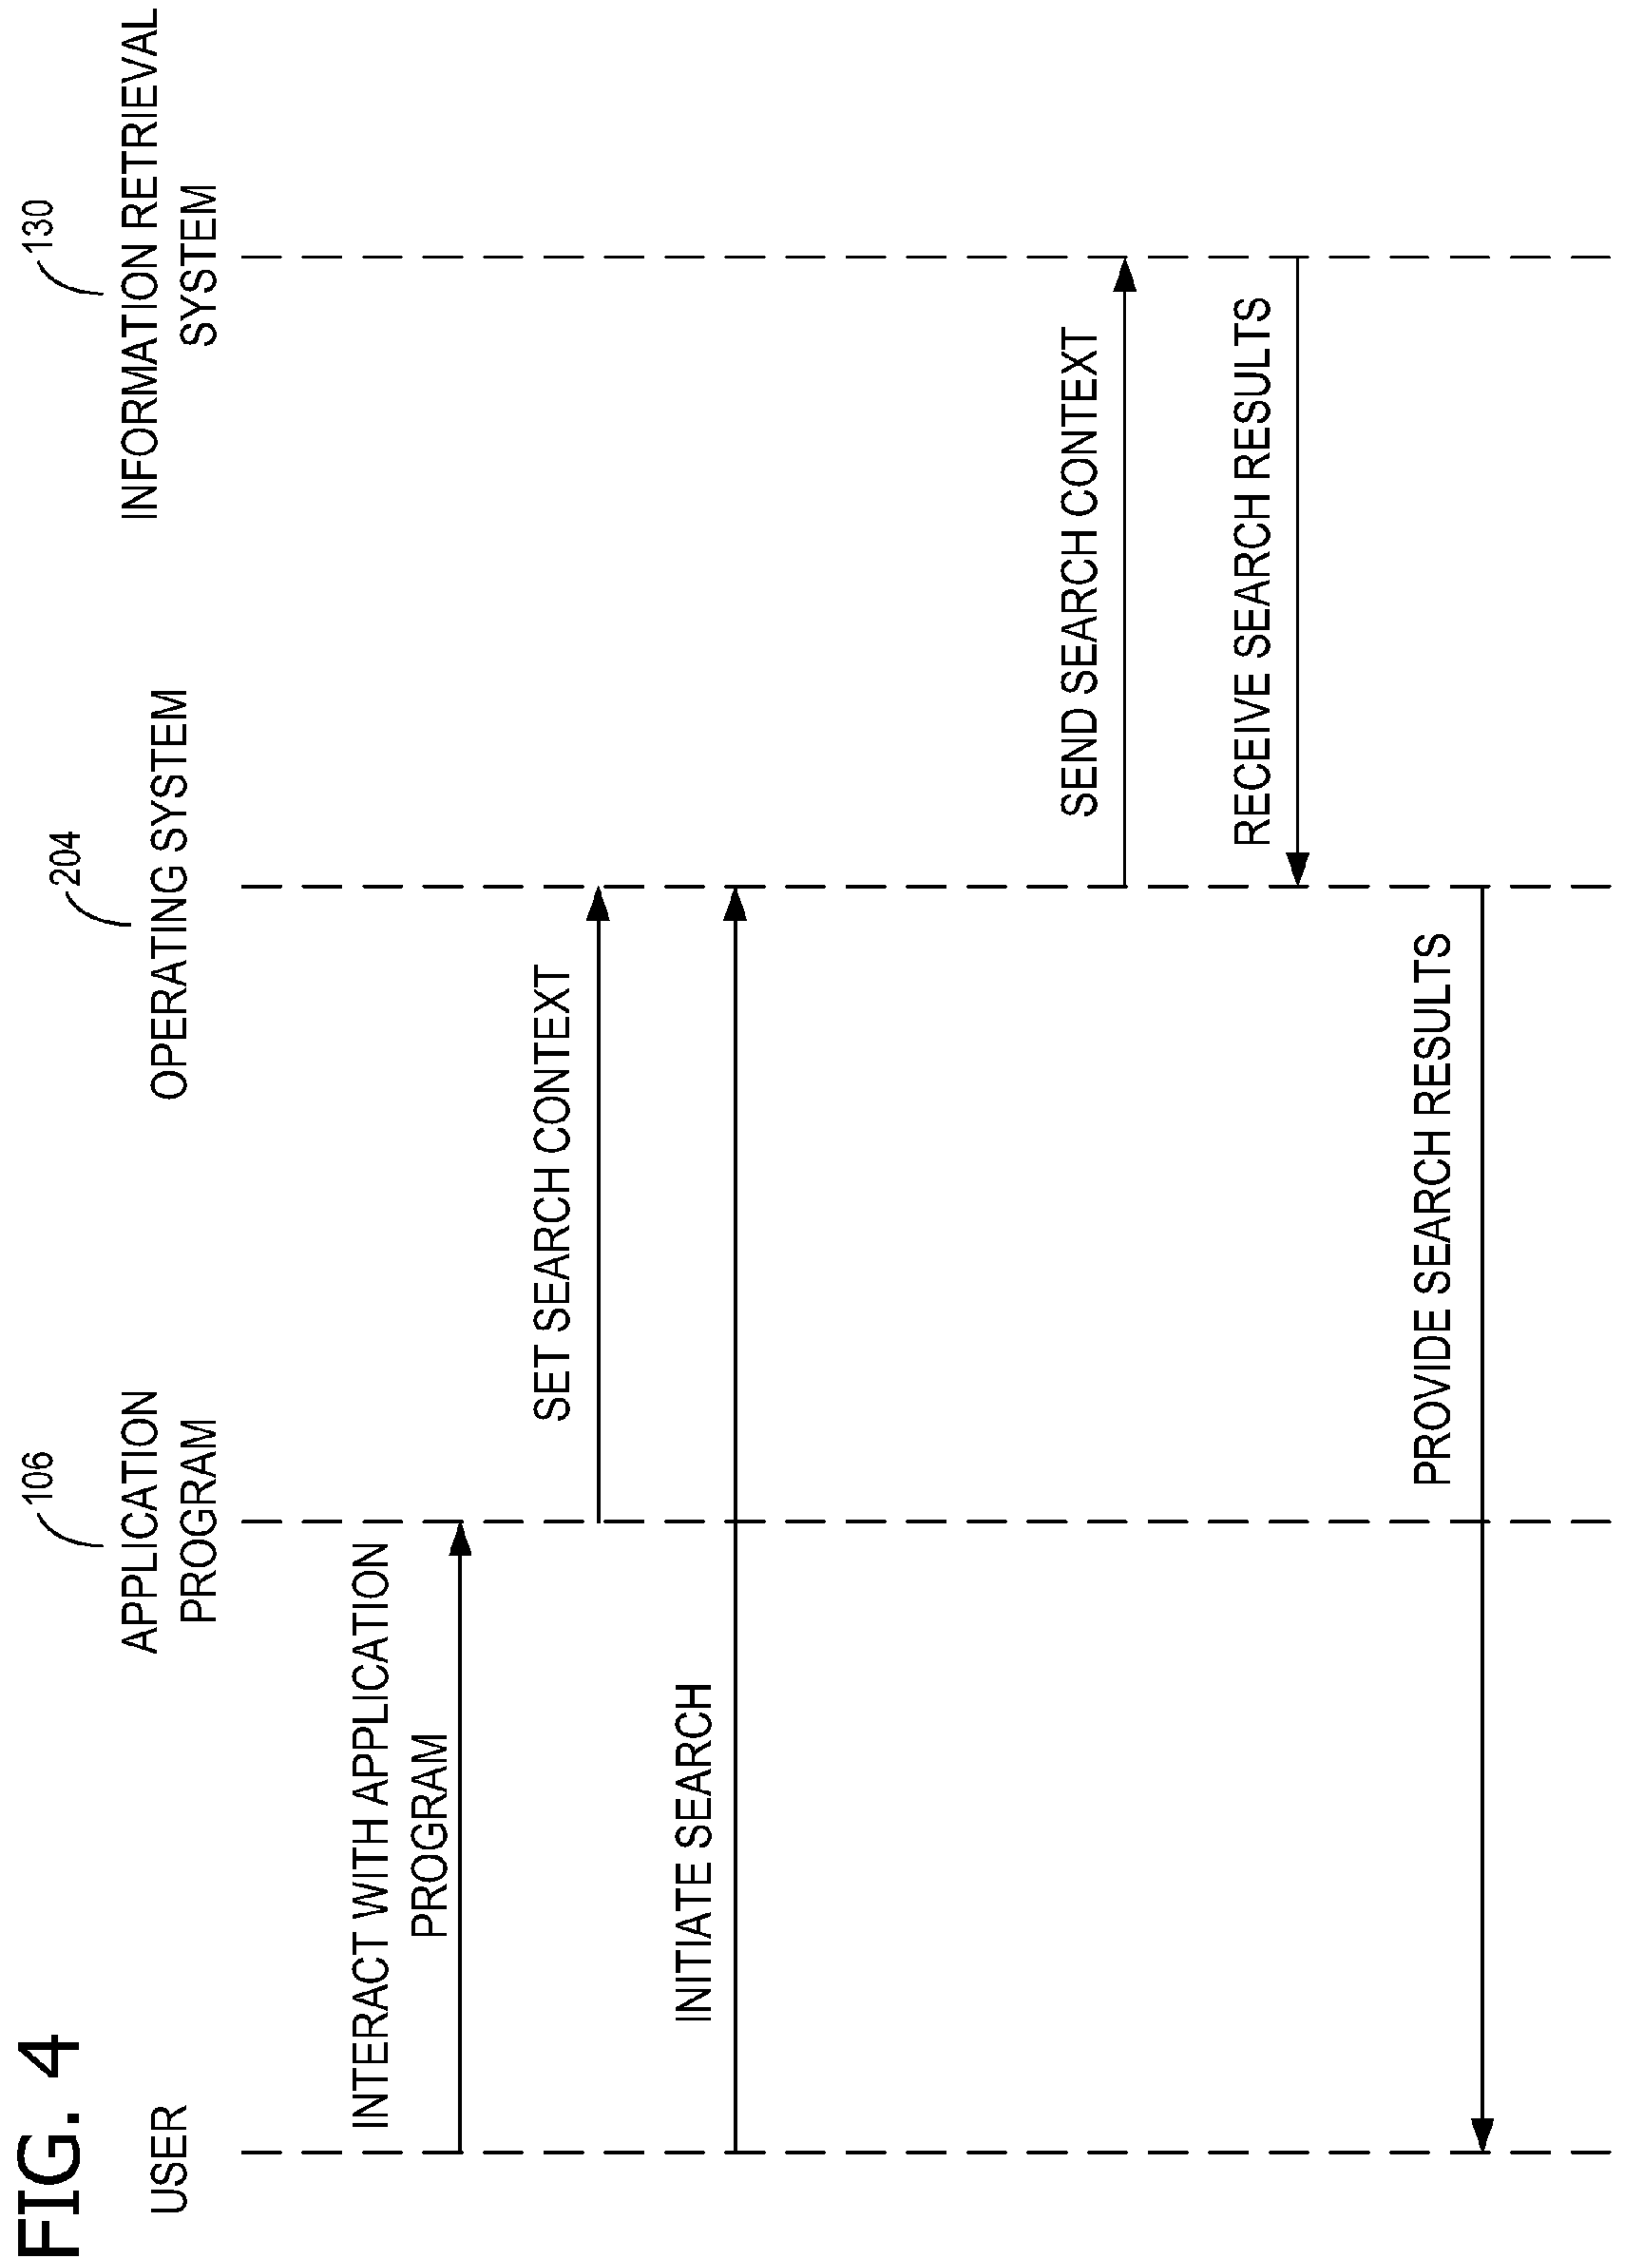 FIG. 4
USER
106
APPLICATION
PROGRAM
204
OPERATING SYSTEM
130
INFORMATION RETRIEVAL
SYSTEM
INTERACT WITH APPLICATION
PROGRAM
SET SEARCH CONTEXT
INITIATE SEARCH
SEND SEARCH CONTEXT
RECEIVE SEARCH RESULTS
PROVIDE SEARCH RESULTS